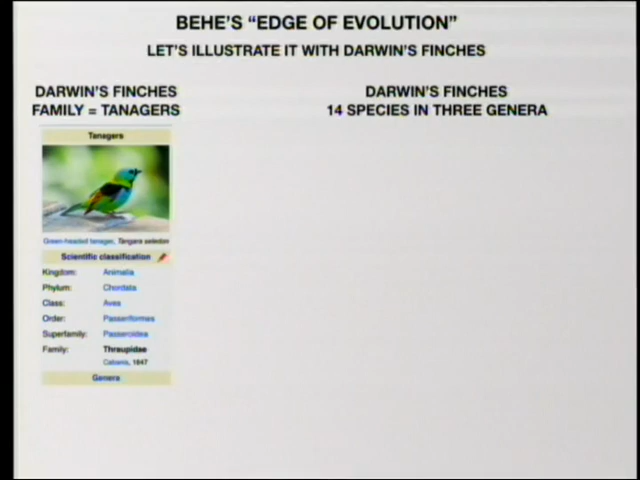 BEHE'S "EDGE OF EVOLUTION"
LET'S ILLUSTRATE IT WITH DARWIN'S FINCHES
DARWIN'S FINCHES
FAMILY = TANAGERS
DARWIN'S FINCHES
14 SPECIES IN THREE GENERA
Tanagers
Green-headed tanager, Tangara seledon
Scientific classification
Kingdom: Animalia
Phylum: Chordata
Class: Aves
Order: Passeriformes
Superfamily: Passeroidea
Family: Thraupidae
Cabanis, 1847
Genera